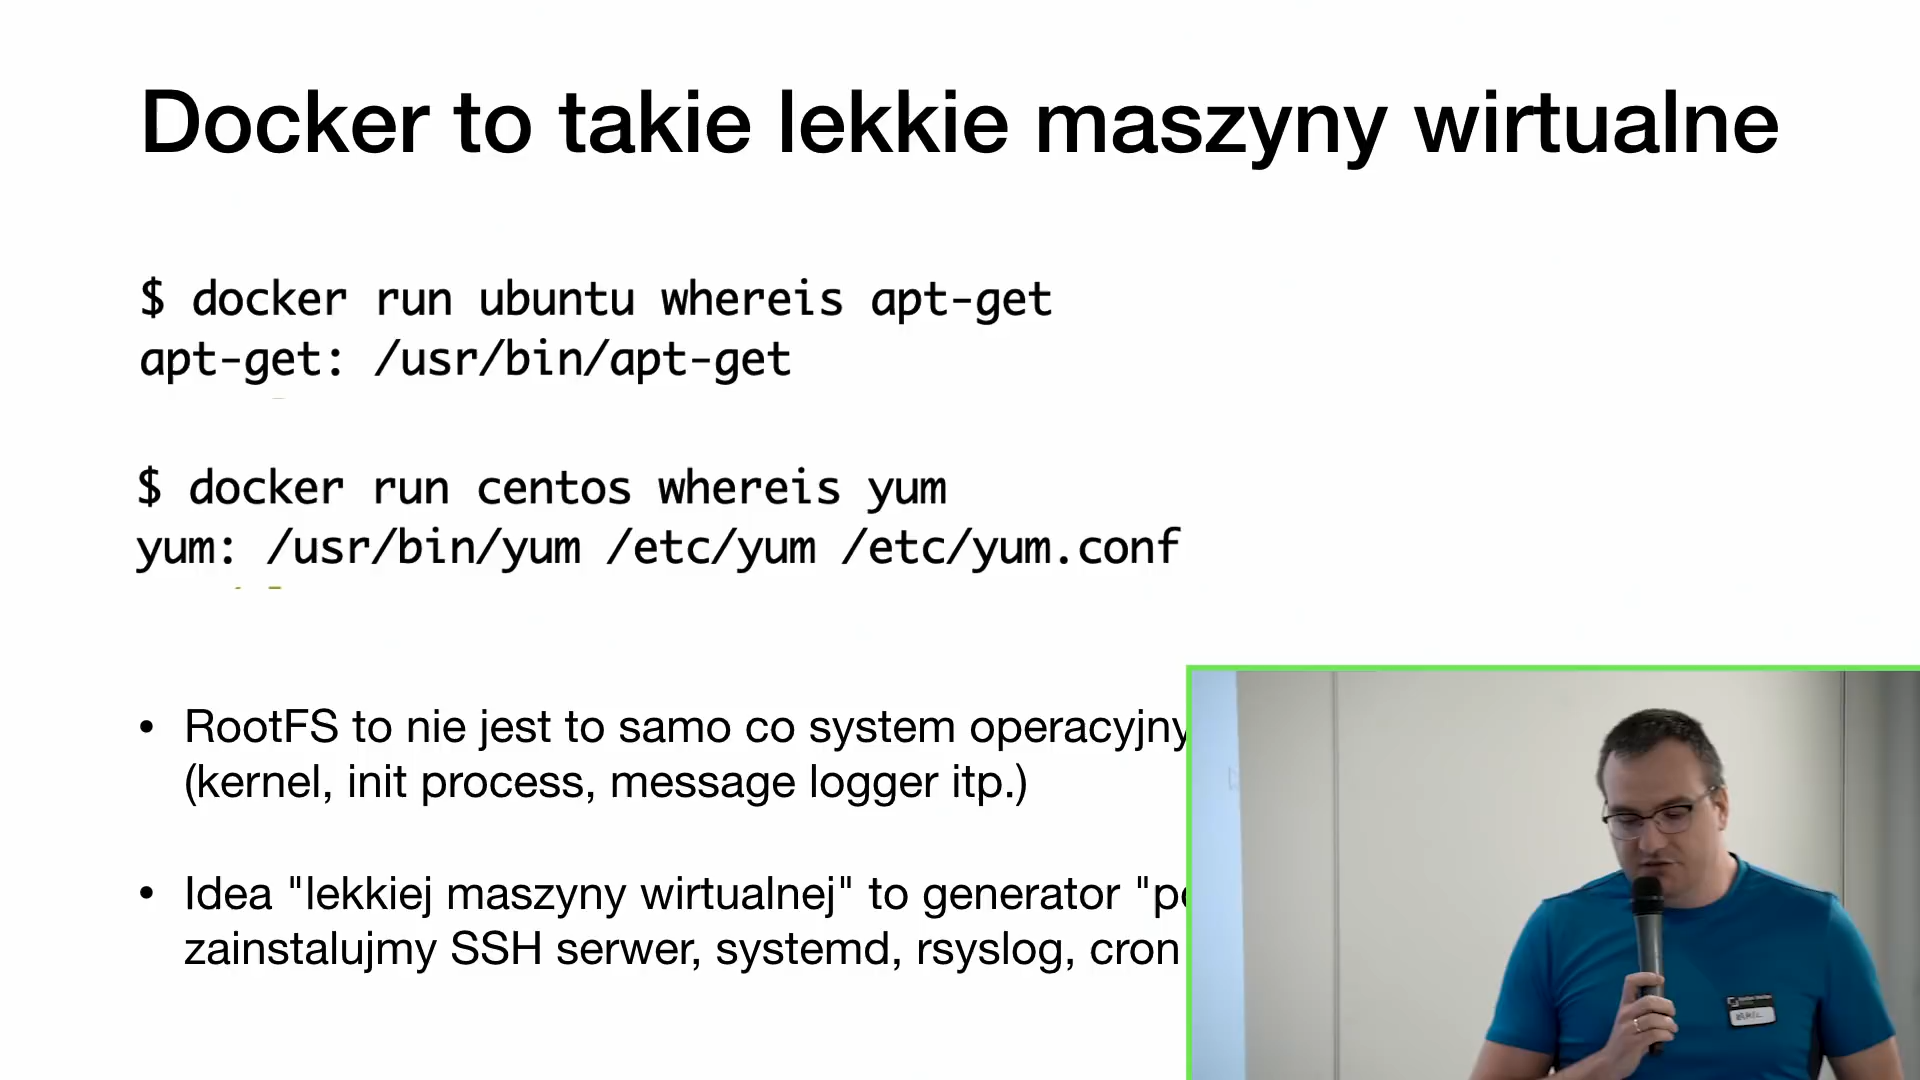 Docker to takie lekkie maszyny wirtualne
$ docker run ubuntu whereis apt-get
apt-get: /usr/bin/apt-get
$ docker run centos whereis yum
yum: /usr/bin/yum /etc/yum /etc/yum.conf
• RootFS to nie jest to samo co system operacyjny
(kernel, init process, message logger itp.)
• Idea "lekkiej maszyny wirtualnej" to generator
zainstalujmy SSH serwer, systemd, rsyslog, cron